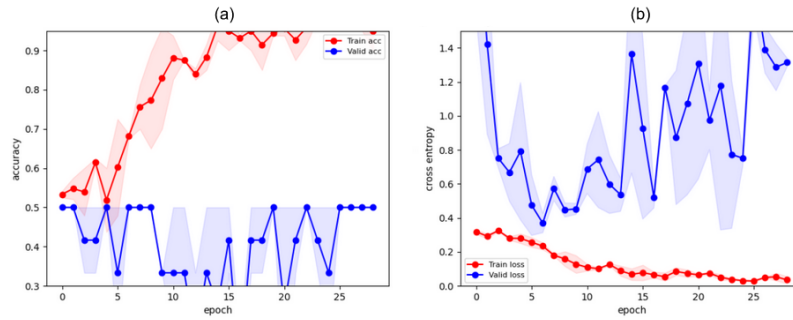 (a)
Train acc
Valid acc
accuracy
0.9
0.8
0.7
0.6
0.5
0.4
0.3
0
5
10
15
20
25
epoch
(b)
Train loss
Valid loss
cross entropy
1.4
1.2
1.0
0.8
0.6
0.4
0.2
0.0
0
5
10
15
20
25
epoch